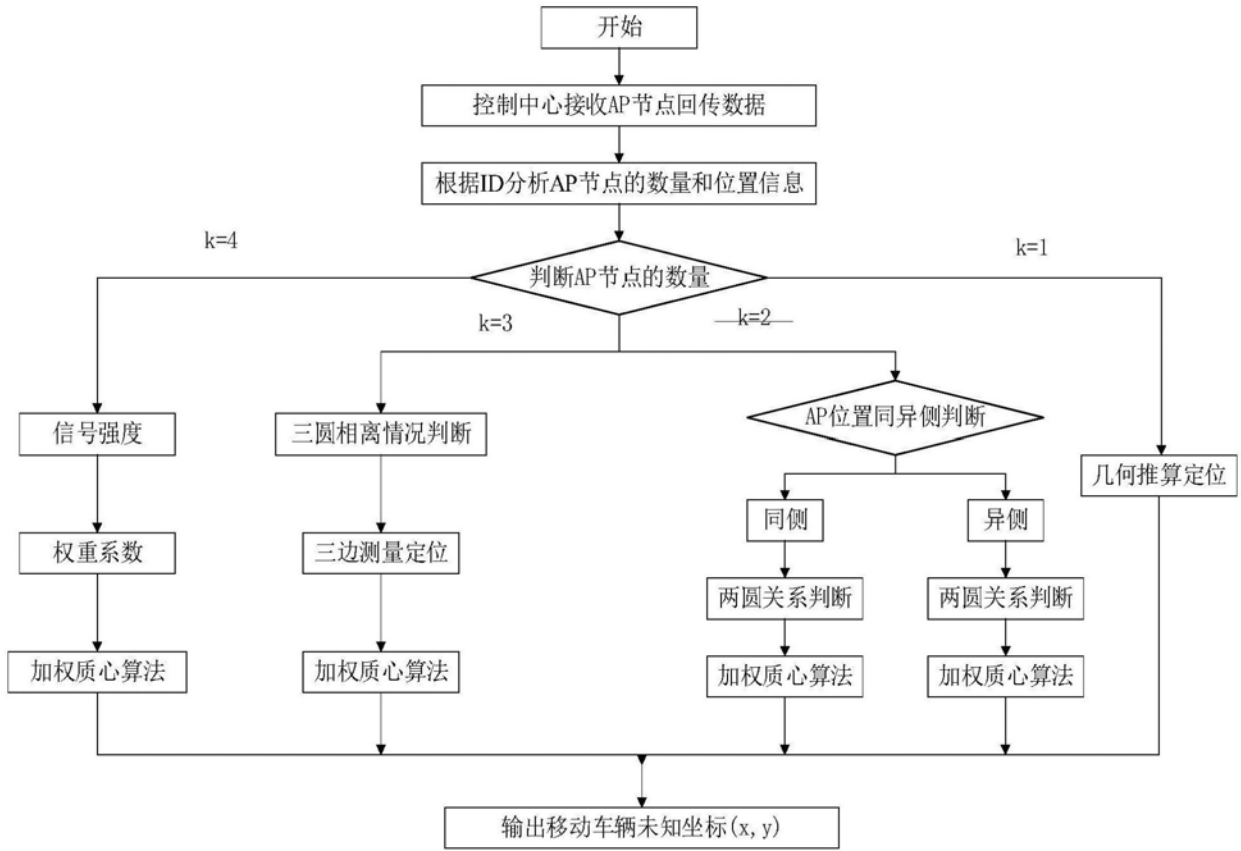 开始
控制中心接收AP节点回传数据
根据ID分析AP节点的数量和位置信息
k=4
k=1
判断AP节点的数量
k=3
k=2
AP位置同异侧判断
信号强度
三圆相离情况判断
几何推算定位
同侧
异侧
权重系数
三边测量定位
两圆关系判断
两圆关系判断
加权质心算法
加权质心算法
加权质心算法
加权质心算法
输出移动车辆未知坐标(x,y)